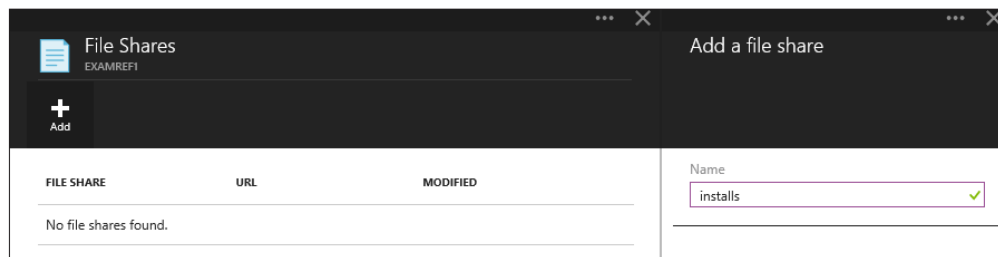 File Shares
EXAMREF1
Add
FILE SHARE URL MODIFIED
No file shares found.
Add a file share
Name
installs